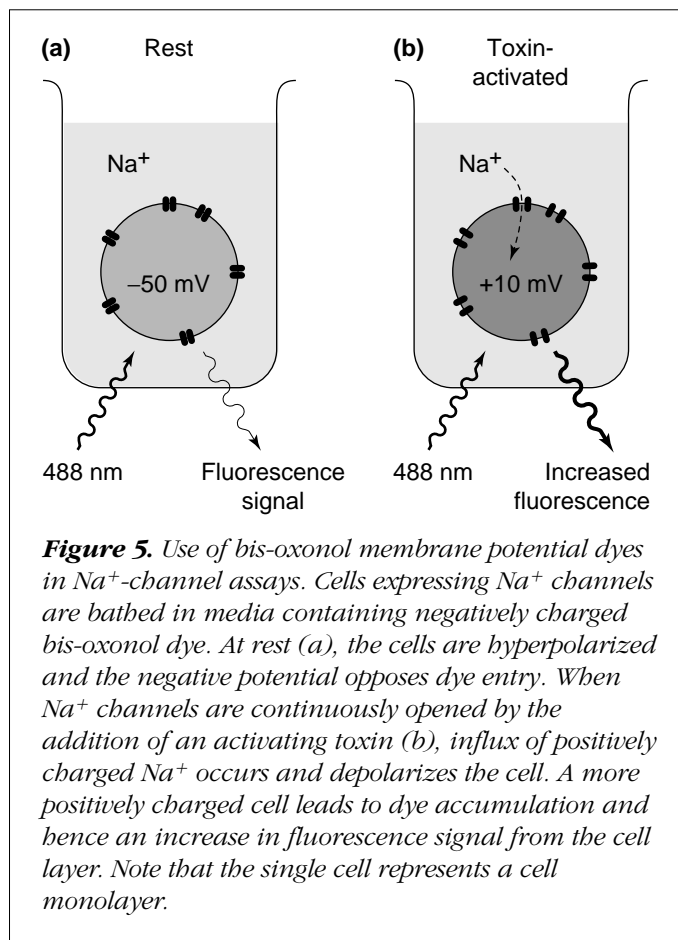 (a) Rest
(b) Toxin-
activated
Na+
–50 mV
488 nm
Fluorescence
signal
Na+
+10 mV
488 nm
Increased
fluorescence
Figure 5. Use of bis-oxonol membrane potential dyes
in Na+-channel assays. Cells expressing Na+ channels
are bathed in media containing negatively charged
bis-oxonol dye. At rest (a), the cells are hyperpolarized
and the negative potential opposes dye entry. When
Na+ channels are continuously opened by the
addition of an activating toxin (b), influx of positively
charged Na+ occurs and depolarizes the cell. A more
positively charged cell leads to dye accumulation and
hence an increase in fluorescence signal from the cell
layer. Note that the single cell represents a cell
monolayer.